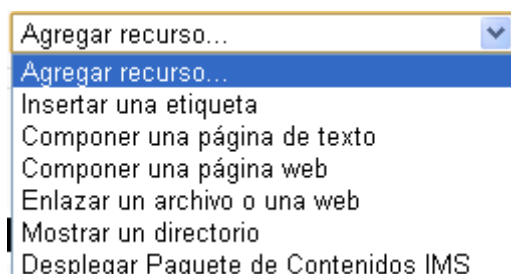 Agregar recurso...
Agregar recurso...
Insertar una etiqueta
Componer una página de texto
Componer una página web
Enlazar un archivo o una web
Mostrar un directorio
Desplegar Paquete de Contenidos IMS